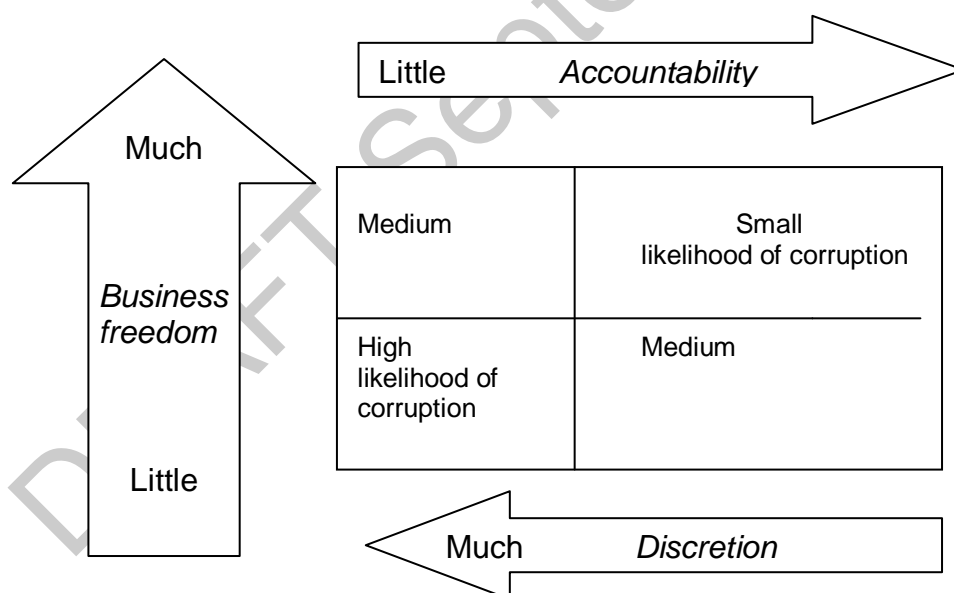 Little Accountability
Much
Medium
Small
likelihood of corruption
Business
freedom
High
likelihood of
corruption
Medium
Little
Much Discretion